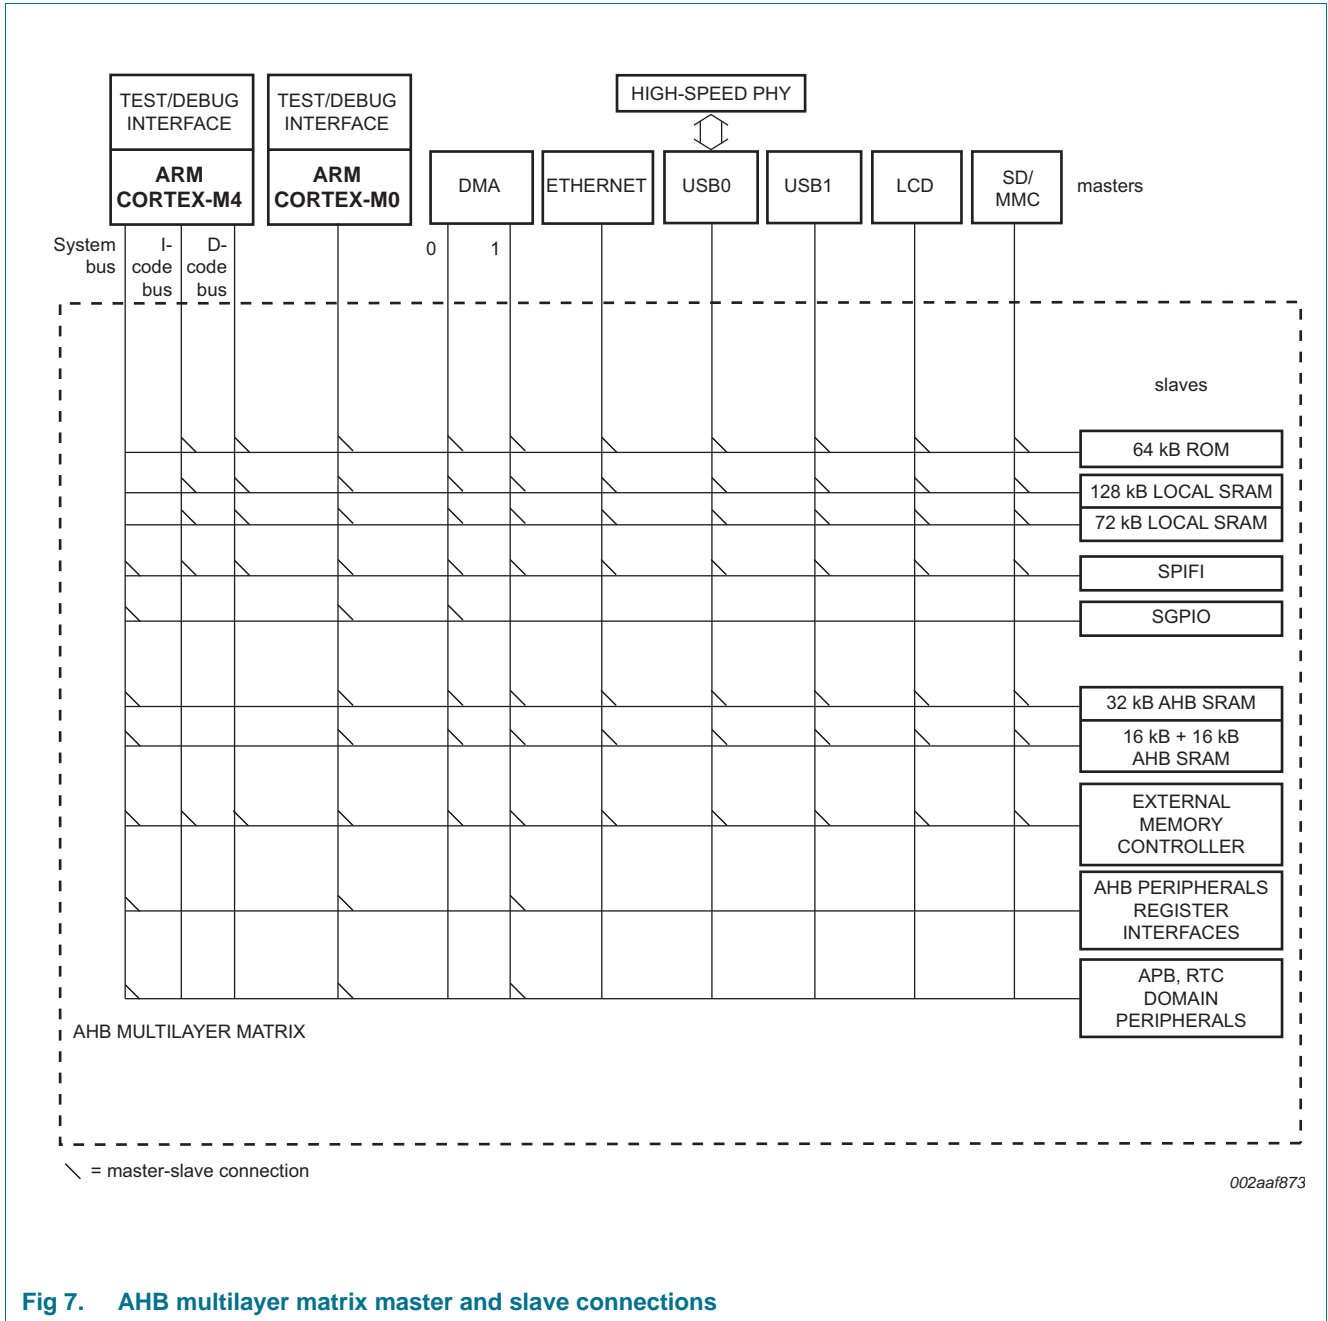 TEST/DEBUG
INTERFACE
TEST/DEBUG
INTERFACE
HIGH-SPEED PHY
ARM
CORTEX-M4
ARM
CORTEX-M0
DMA
ETHERNET
USB0
USB1
LCD
SD/
MMC
masters
System
bus
I-
code
bus
D-
code
bus
0
1
slaves
64 kB ROM
128 kB LOCAL SRAM
72 kB LOCAL SRAM
SPIFI
SGPIO
32 kB AHB SRAM
16 kB + 16 kB
AHB SRAM
EXTERNAL
MEMORY
CONTROLLER
AHB PERIPHERALS
REGISTER
INTERFACES
APB, RTC
DOMAIN
PERIPHERALS
AHB MULTILAYER MATRIX
= master-slave connection
002aaf873
Fig 7. AHB multilayer matrix master and slave connections